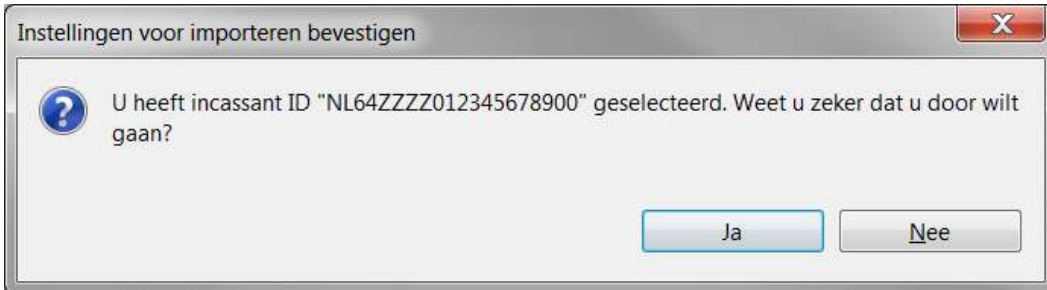 Instellingen voor importeren bevestigen
X
U heeft incassant ID "NL64ZZZZ012345678900" geselecteerd. Weet u zeker dat u door wilt
gaan?
Ja
Nee